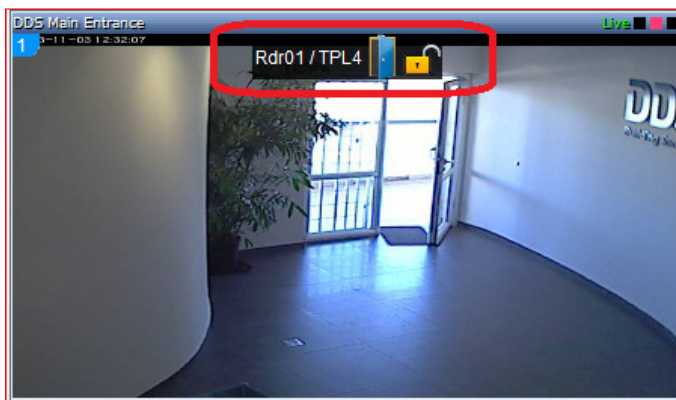 DDS Main Entrance
Live
1
-11-03 12:32:07
Rdr01 / TPL4
DDS